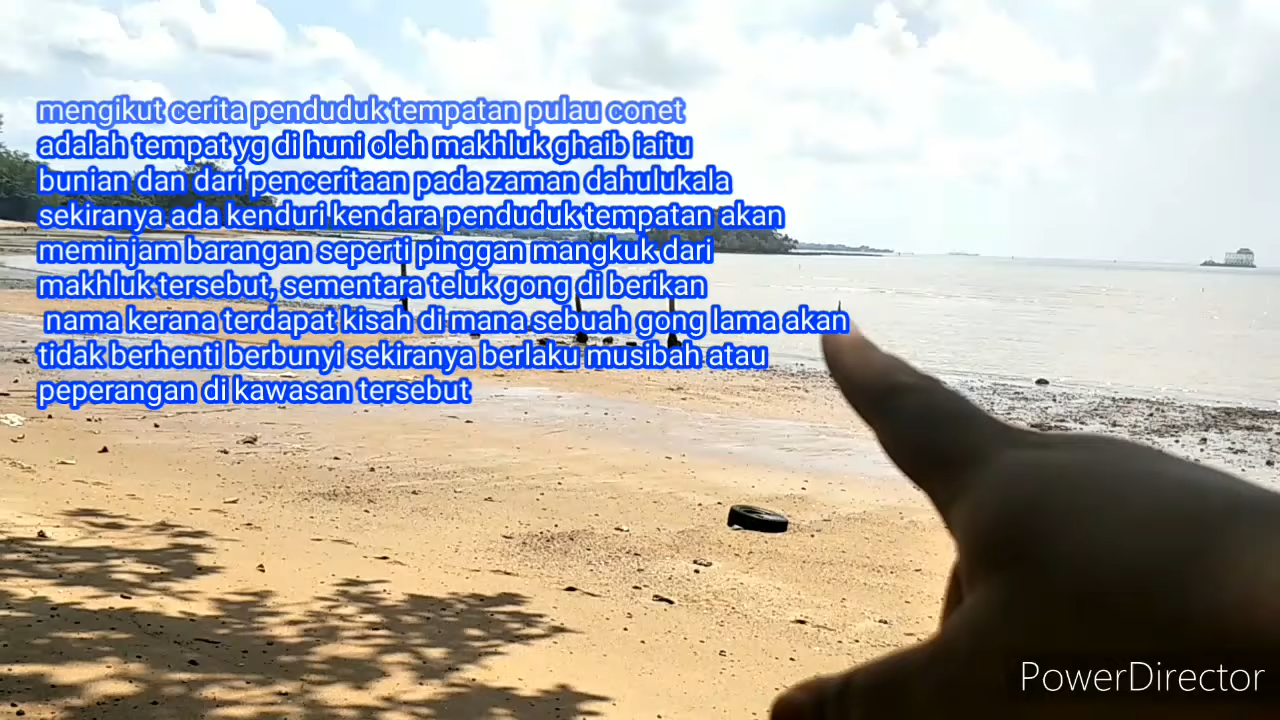 mengikut cerita penduduk tempatan pulau conet
adalah tempat yg di huni oleh makhluk ghaib iaitu
bunian dan dari penceritaan pada zaman dahulukala
sekiranya ada kenduri kendara penduduk tempatan akan
meminjam barangan seperti pinggan mangkuk dari
makhluk tersebut, sementara teluk gong di berikan
nama kerana terdapat kisah di mana sebuah gong lama akan
tidak berhenti berbunyi sekiranya berlaku musibah atau
peperangan di kawasan tersebut
PowerDirector